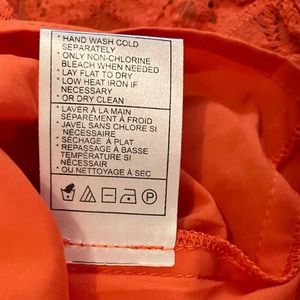 * HAND WASH COLD
SEPARATELY
* ONLY NON-CHLORINE
BLEACH WHEN NEEDED
* LAY FLAT TO DRY
* LOW HEAT IRON IF
NECESSARY
* OR DRY CLEAN
* LAVER À LA MAIN
SÉPARÉMENT À FROID
* JAVEL SANS CHLORE SI
NÉCESSAIRE
* SÉCHAGE À PLAT
* REPASSAGE À BASSE
TEMPÉRATURE SI
NÉCESSAIR
* OU NETTOYAGE À SEC
P